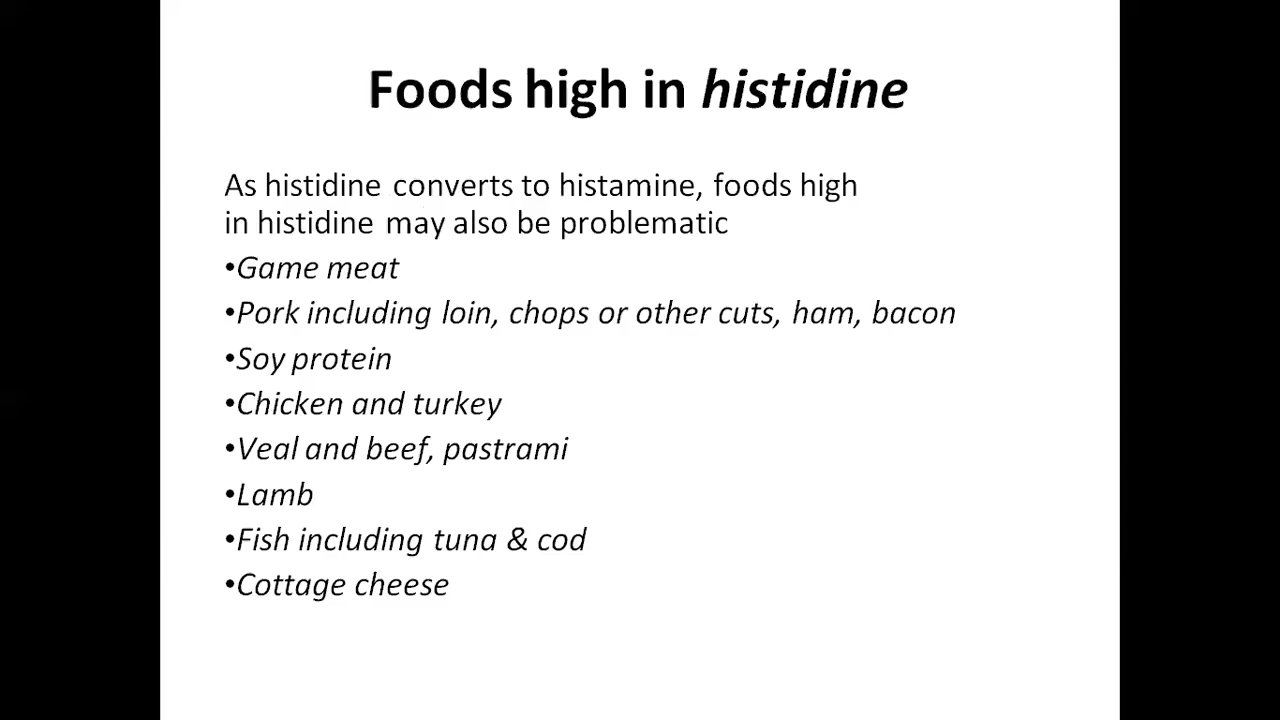 Foods high in histidine
As histidine converts to histamine, foods high
in histidine may also be problematic
•Game meat
•Pork including loin, chops or other cuts, ham, bacon
•Soy protein
•Chicken and turkey
•Veal and beef, pastrami
•Lamb
•Fish including tuna & cod
•Cottage cheese